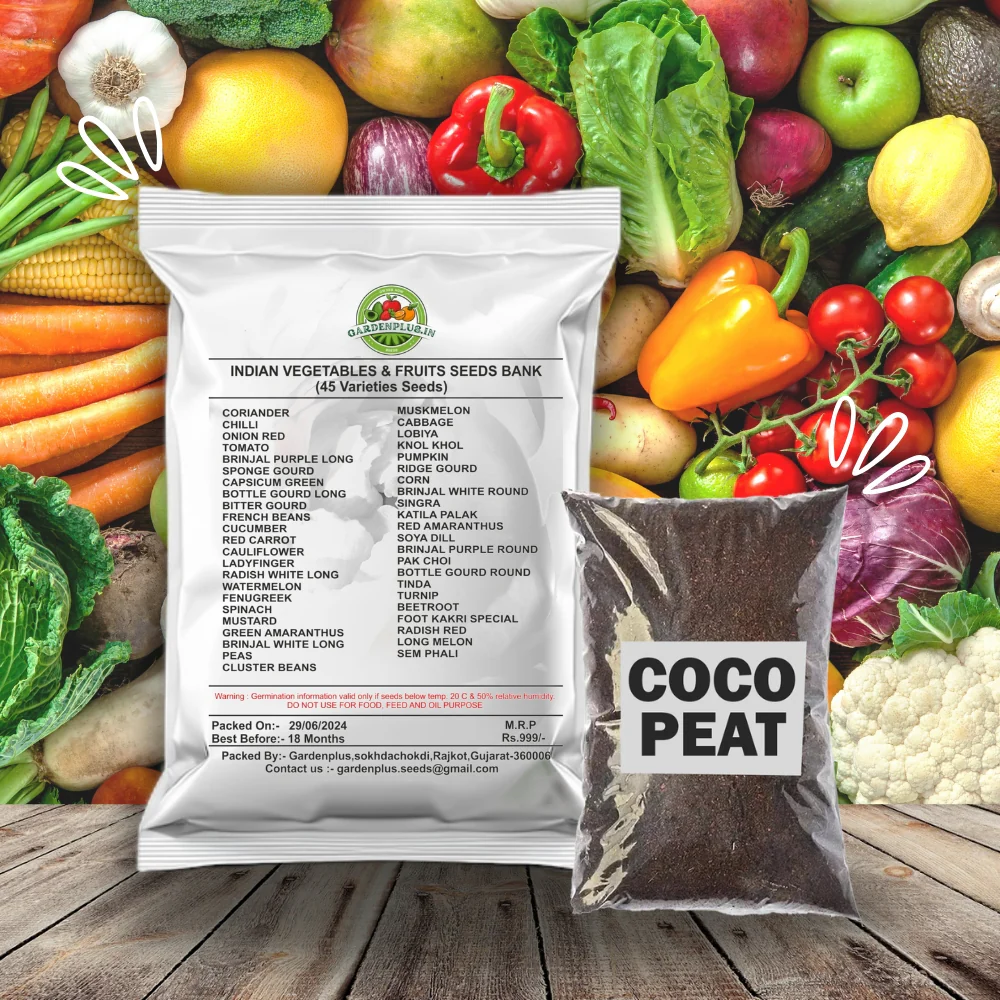 GARDENPLUS.IN
INDIAN VEGETABLES & FRUITS SEEDS BANK
(45 Varieties Seeds)
CORIANDER
CHILLI
ONION RED
TOMATO
BRINJAL PURPLE LONG
SPONGE GOURD
CAPSICUM GREEN
BOTTLE GOURD LONG
BITTER GOURD
FRENCH BEANS
CUCUMBER
RED CARROT
CAULIFLOWER
LADYFINGER
RADISH WHITE LONG
WATERMELON
FENUGREEK
SPINACH
MUSTARD
GREEN AMARANTHUS
BRINJAL WHITE LONG
PEAS
CLUSTER BEANS
MUSKMELON
CABBAGE
LOBIYA
KNOL KHOL
PUMPKIN
RIDGE GOURD
CORN
BRINJAL WHITE ROUND
SINGRA
KATILA PALAK
RED AMARANTHUS
SOYA DILL
BRINJAL PURPLE ROUND
PAK CHOI
BOTTLE GOURD ROUND
TINDA
TURNIP
BEETROOT
FOOT KAKRI SPECIAL
RADISH RED
LONG MELON
SEM PHALI
Warning : Germination information valid only if seeds below temp. 20 C & 50% relative humidity.
DO NOT USE FOR FOOD, FEED AND OIL PURPOSE
Packed On:- 29/06/2024 M.R.P
Best Before:- 18 Months Rs.999/-
Packed By:- Gardenplus,sokhdachokdi,Rajkot,Gujarat-360006
Contact us :- gardenplus.seeds@gmail.com
COCO
PEAT